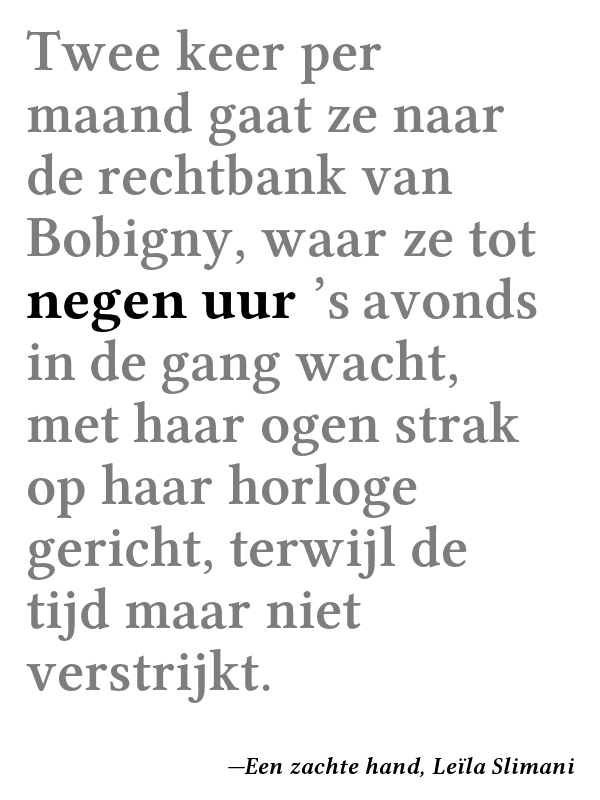 Twee keer per
maand gaat ze naar
de rechtbank van
Bobigny, waar ze tot
negen uur ’s avonds
in de gang wacht,
met haar ogen strak
op haar horloge
gericht, terwijl de
tijd maar niet
verstrijkt.
—Een zachte hand, Leïla Slimani